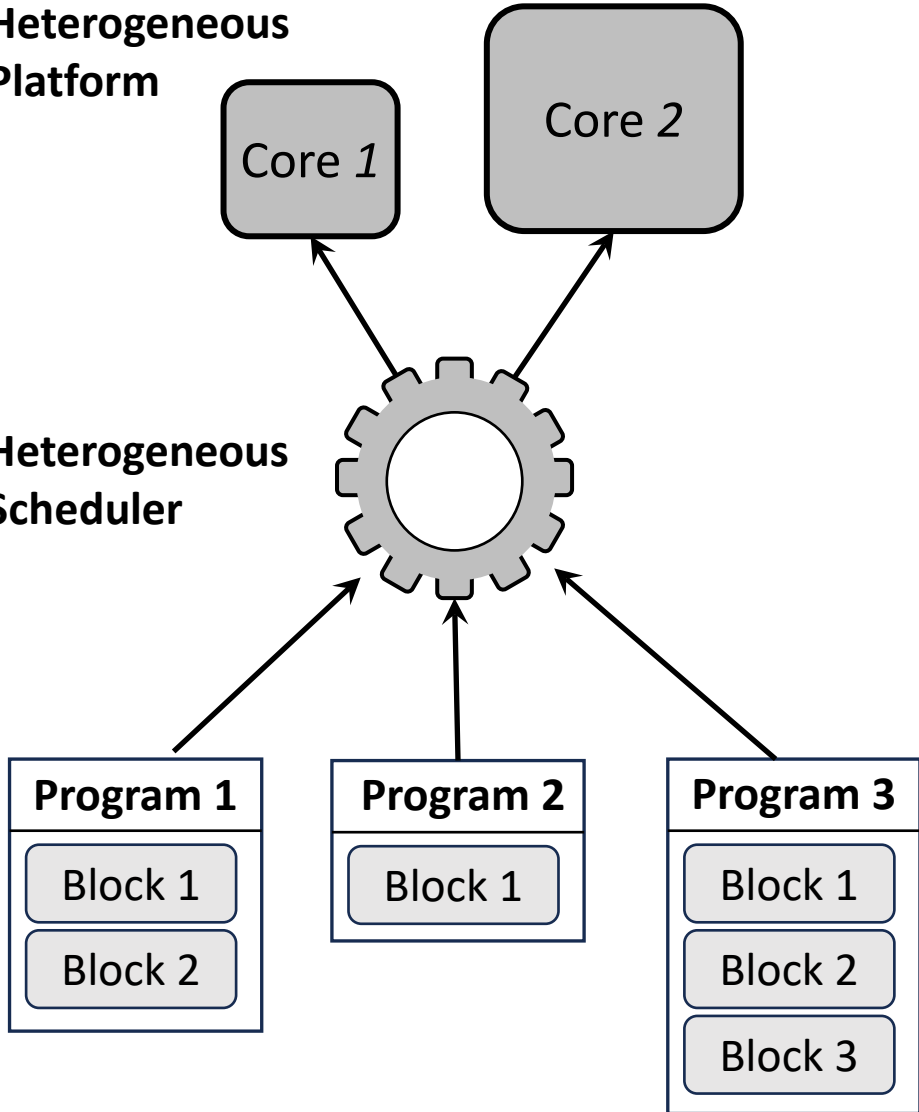 Heterogeneous
Platform
Core 1
Core 2
Heterogeneous
Scheduler
Program 1
Block 1
Block 2
Program 2
Block 1
Program 3
Block 1
Block 2
Block 3